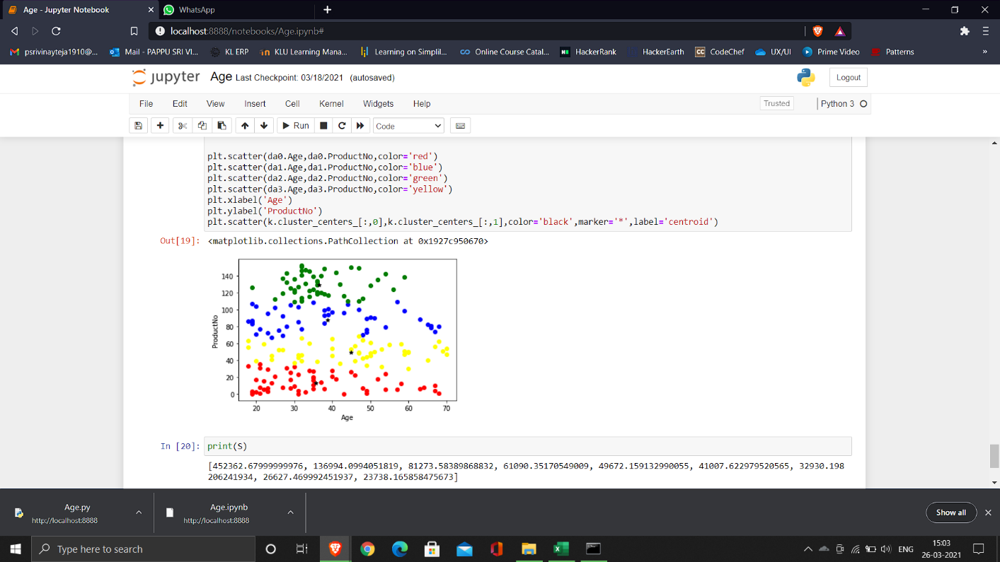 Age - Jupyter Notebook
WhatsApp
localhost:8888/notebooks/Age.ipynb#
psrivinayteja1910@...
Mail - PAPPU SRI VI...
KL ERP
KLU Learning Mana...
Learning on Simplil...
Online Course Catal...
HackerRank
HackerEarth
CodeChef
UX/UI
Prime Video
Patterns
»
jupyter Age Last Checkpoint: 03/18/2021 (autosaved)
Logout
File Edit View Insert Cell Kernel Widgets Help
Trusted
Python 3
Run
Code
plt.scatter(da0.Age,da0.ProductNo,color='red')
plt.scatter(da1.Age,da1.ProductNo,color='blue')
plt.scatter(da2.Age,da2.ProductNo,color='green')
plt.scatter(da3.Age,da3.ProductNo,color='yellow')
plt.xlabel('Age')
plt.ylabel('ProductNo')
plt.scatter(k.cluster_centers_[:,0],k.cluster_centers_[:,1],color='black',marker='*',label='centroid')
Out[19]: <matplotlib.collections.PathCollection at 0x1927c950670>
140
120
100
80
60
40
20
0
ProductNo
20 30 40 50 60 70
Age
In [20]: print(S)
[452362.67999999976, 136994.0994051819, 81273.58389868832, 61090.35170549009, 49672.159132990055, 41007.622979520565, 32930.198
206241934, 26627.469992451937, 23738.165858475673]
Age.py
http://localhost:8888
Age.ipynb
http://localhost:8888
Show all
Type here to search
ENG
15:03
26-03-2021